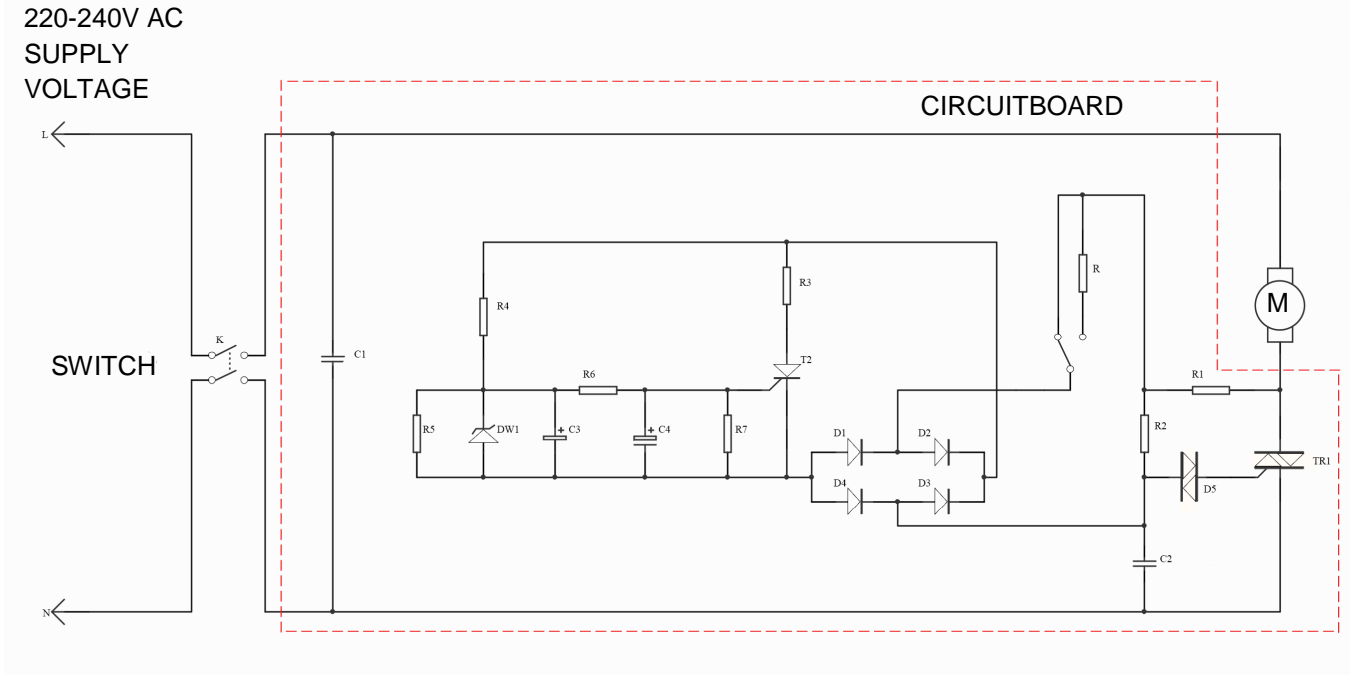 220-240V AC
SUPPLY
VOLTAGE
CIRCUITBOARD
L
R
R3
R4
M
K
C1
SWITCH
T2
R6
R1
R5
DW1
+ C3
+ C4
R7
D1
D2
R2
TR1
D4
D3
D5
C2
N